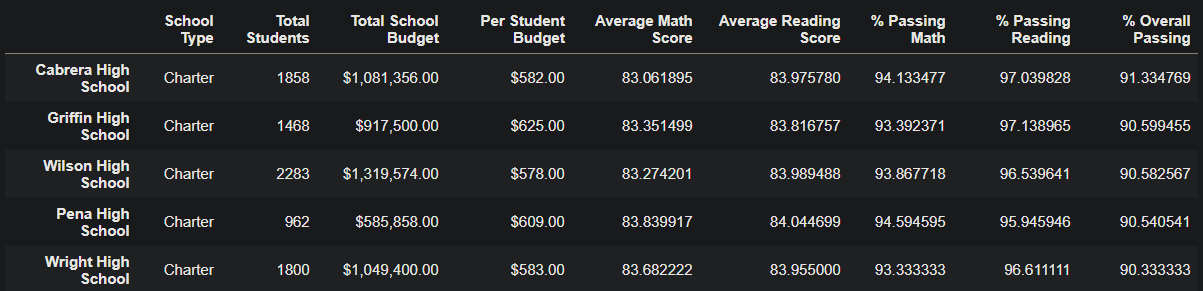 School Type Total Students Total School Budget Per Student Budget Average Math Score Average Reading Score % Passing Math % Passing Reading % Overall Passing
Cabrera High School Charter 1858 $1,081,356.00 $582.00 83.061895 83.975780 94.133477 97.039828 91.334769
Griffin High School Charter 1468 $917,500.00 $625.00 83.351499 83.816757 93.392371 97.138965 90.599455
Wilson High School Charter 2283 $1,319,574.00 $578.00 83.274201 83.989488 93.867718 96.539641 90.582567
Pena High School Charter 962 $585,858.00 $609.00 83.839917 84.044699 94.594595 95.945946 90.540541
Wright High School Charter 1800 $1,049,400.00 $583.00 83.682222 83.955000 93.333333 96.611111 90.333333